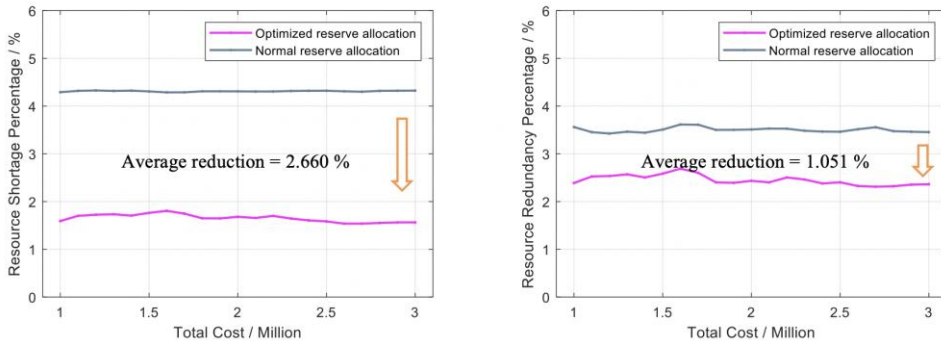 6
5
4
3
2
1
0
Resource Shortage Percentage / %
Optimized reserve allocation
Normal reserve allocation
Average reduction = 2.660 %
1
1.5
2
2.5
3
Total Cost / Million
6
5
4
3
2
1
0
Resource Redundancy Percentage / %
Optimized reserve allocation
Normal reserve allocation
Average reduction = 1.051 %
1
1.5
2
2.5
3
Total Cost / Million